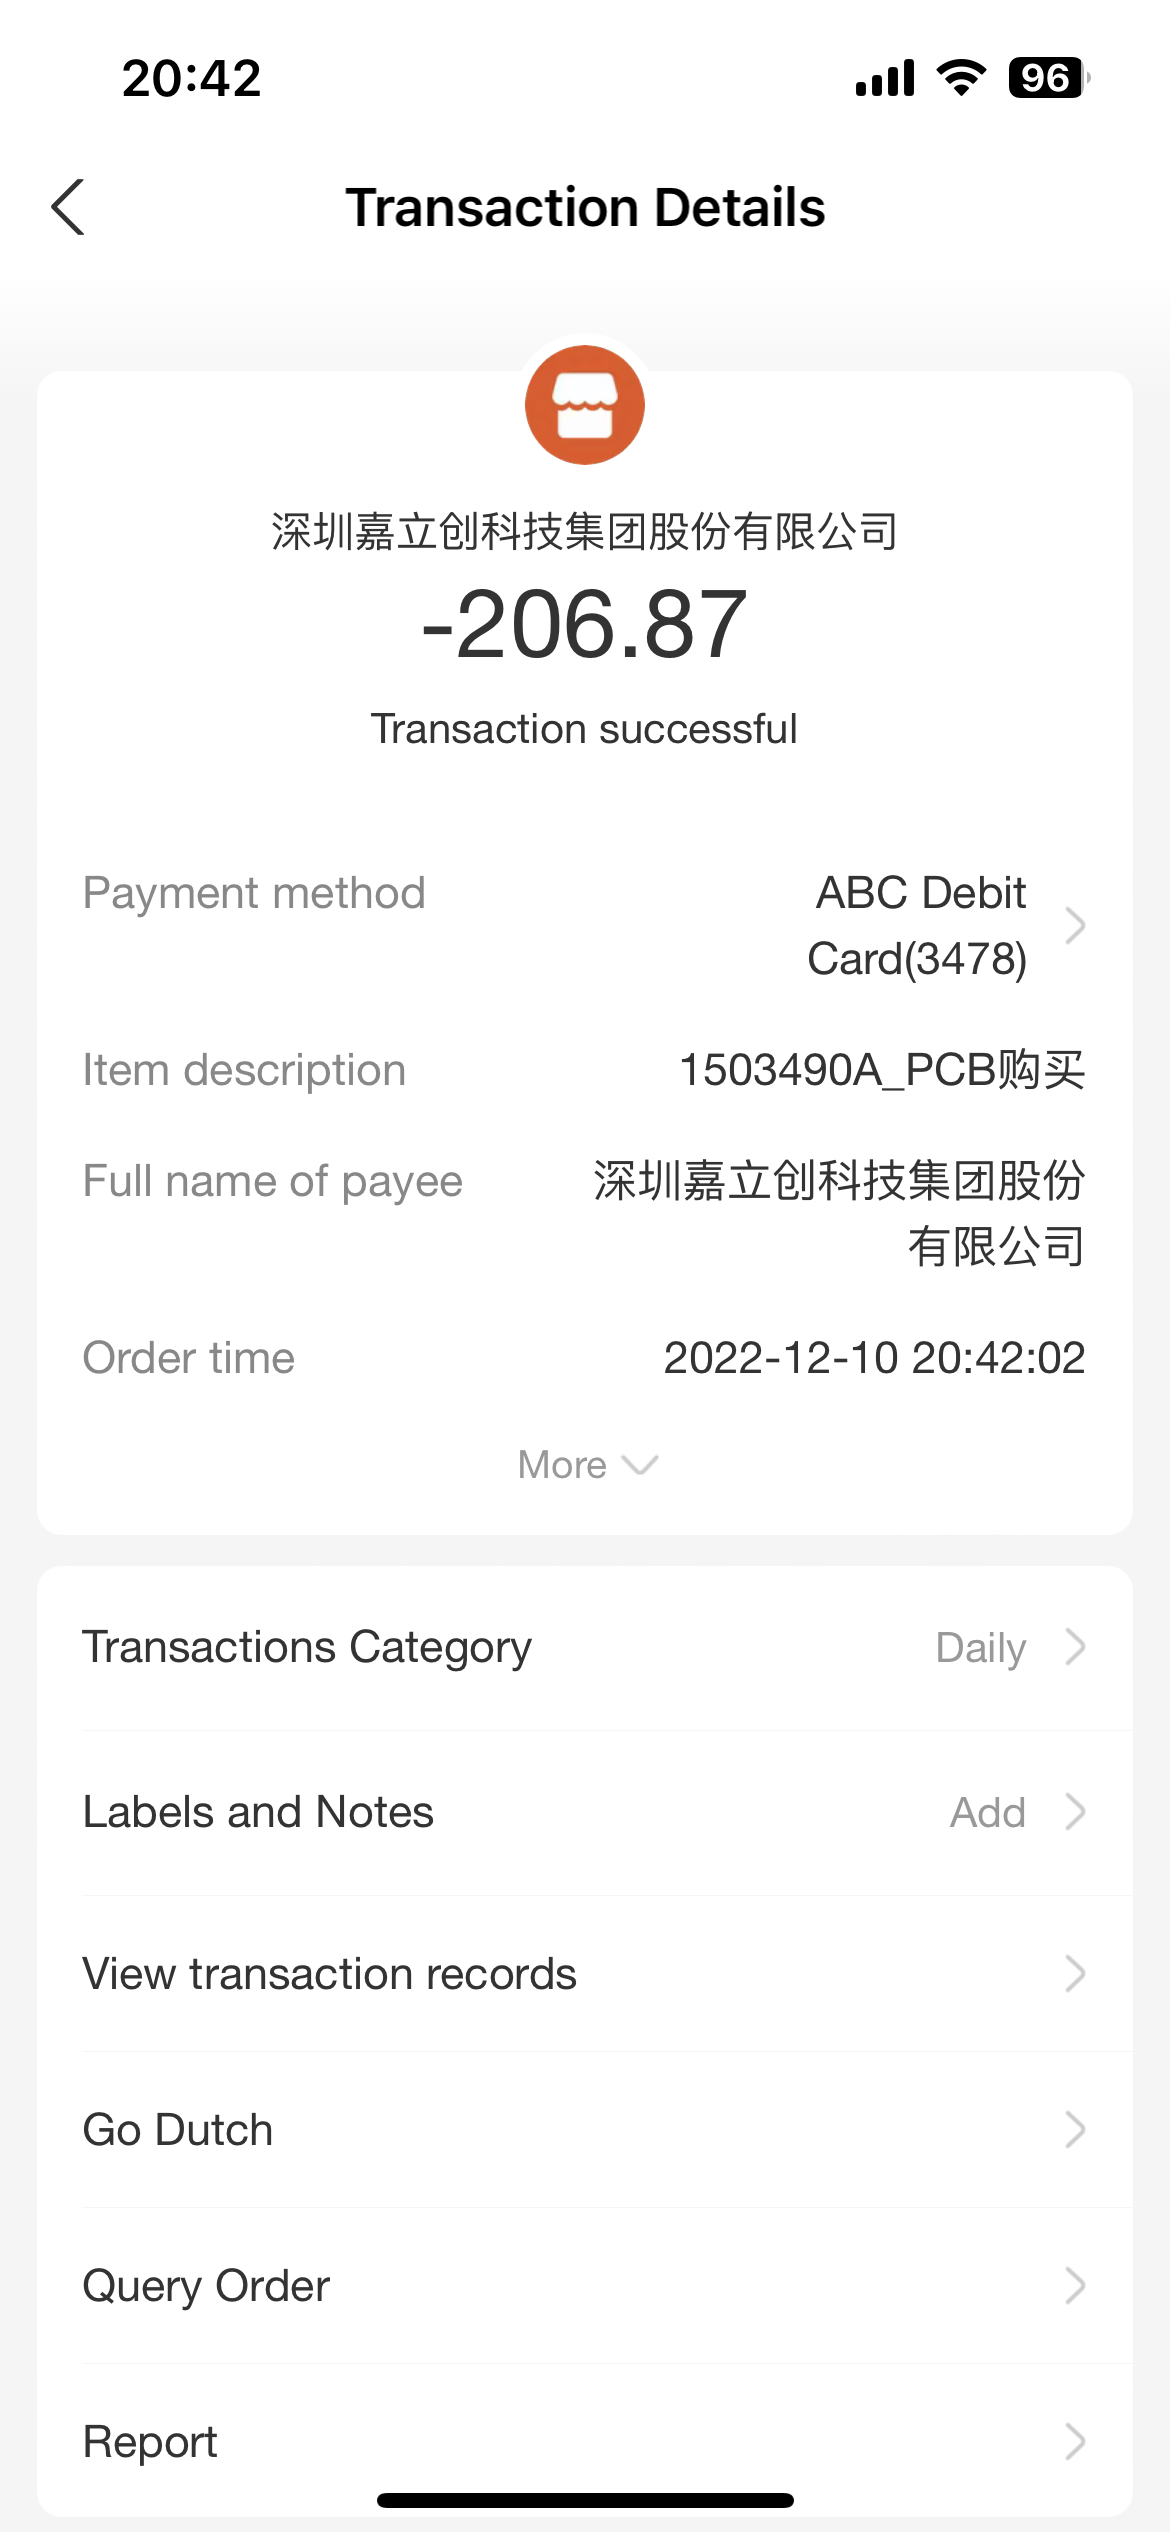 20:42
96
Transaction Details
深圳嘉立创科技集团股份有限公司
-206.87
Transaction successful
Payment method
ABC Debit
Card(3478)
Item description
1503490A_PCB购买
Full name of payee
深圳嘉立创科技集团股份
有限公司
Order time
2022-12-10 20:42:02
More
Transactions Category
Daily
Labels and Notes
Add
View transaction records
Go Dutch
Query Order
Report